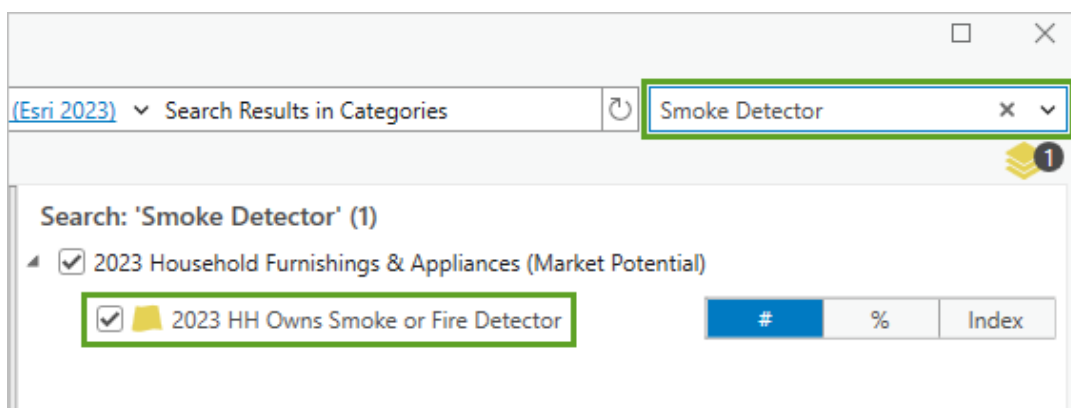 (Esri 2023) Search Results in Categories Smoke Detector
1
Search: 'Smoke Detector' (1)
2023 Household Furnishings & Appliances (Market Potential)
2023 HH Owns Smoke or Fire Detector # % Index